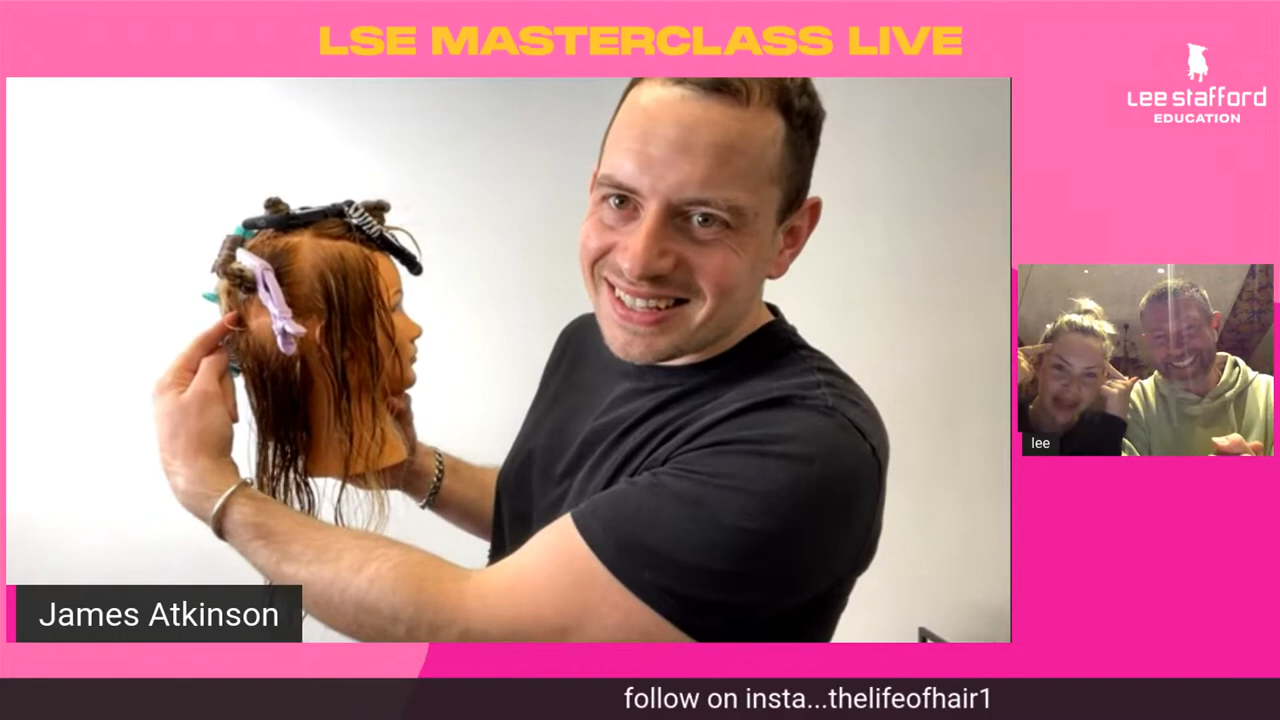 LSE MASTERCLASS LIVE
Lee Stafford
EDUCATION
lee
James Atkinson
follow on insta...thelifeofhair1